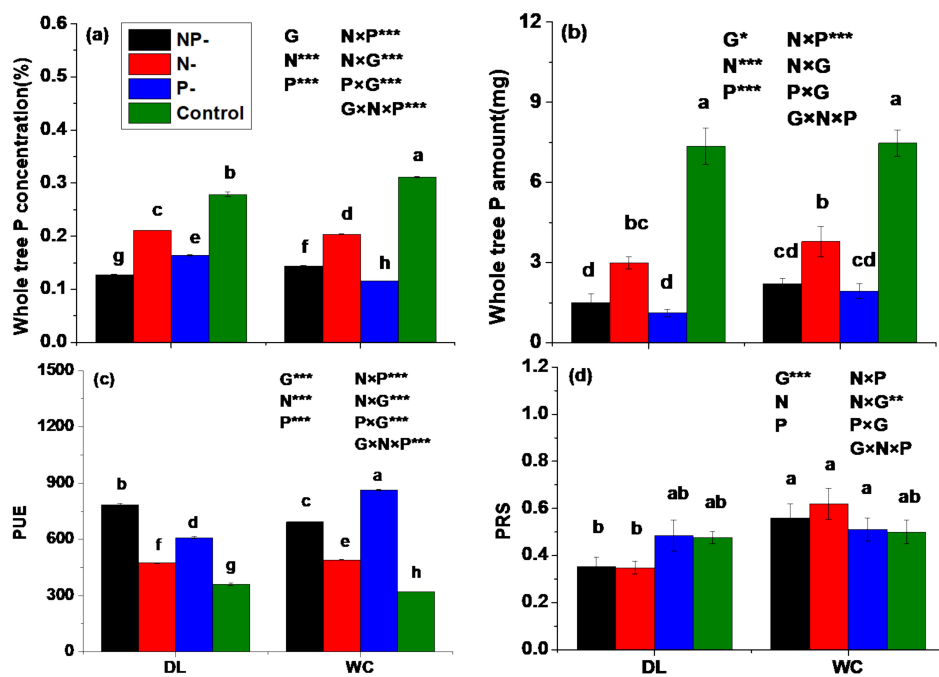 (a)
NP-
N-
P-
Control
G N×P***
N*** N×G***
P*** P×G***
G×N×P***
0.6
0.5
0.4
0.3
0.2
0.1
0.0
Whole tree P concentration(%)
g c e b
f d h a
(b)
G* N×P***
N*** N×G
P*** P×G
G×N×P
12
9
6
3
0
Whole tree P amount(mg)
d bc d a
cd b cd a
(c)
G*** N×P***
N*** N×G***
P*** P×G***
G×N×P***
1500
1200
900
600
300
0
PUE
b f d g
c e a h
DL WC
(d)
G*** N×P
N N×G**
P P×G
G×N×P
1.2
1.0
0.8
0.6
0.4
0.2
0.0
PRS
b b ab ab
a a a ab
DL WC